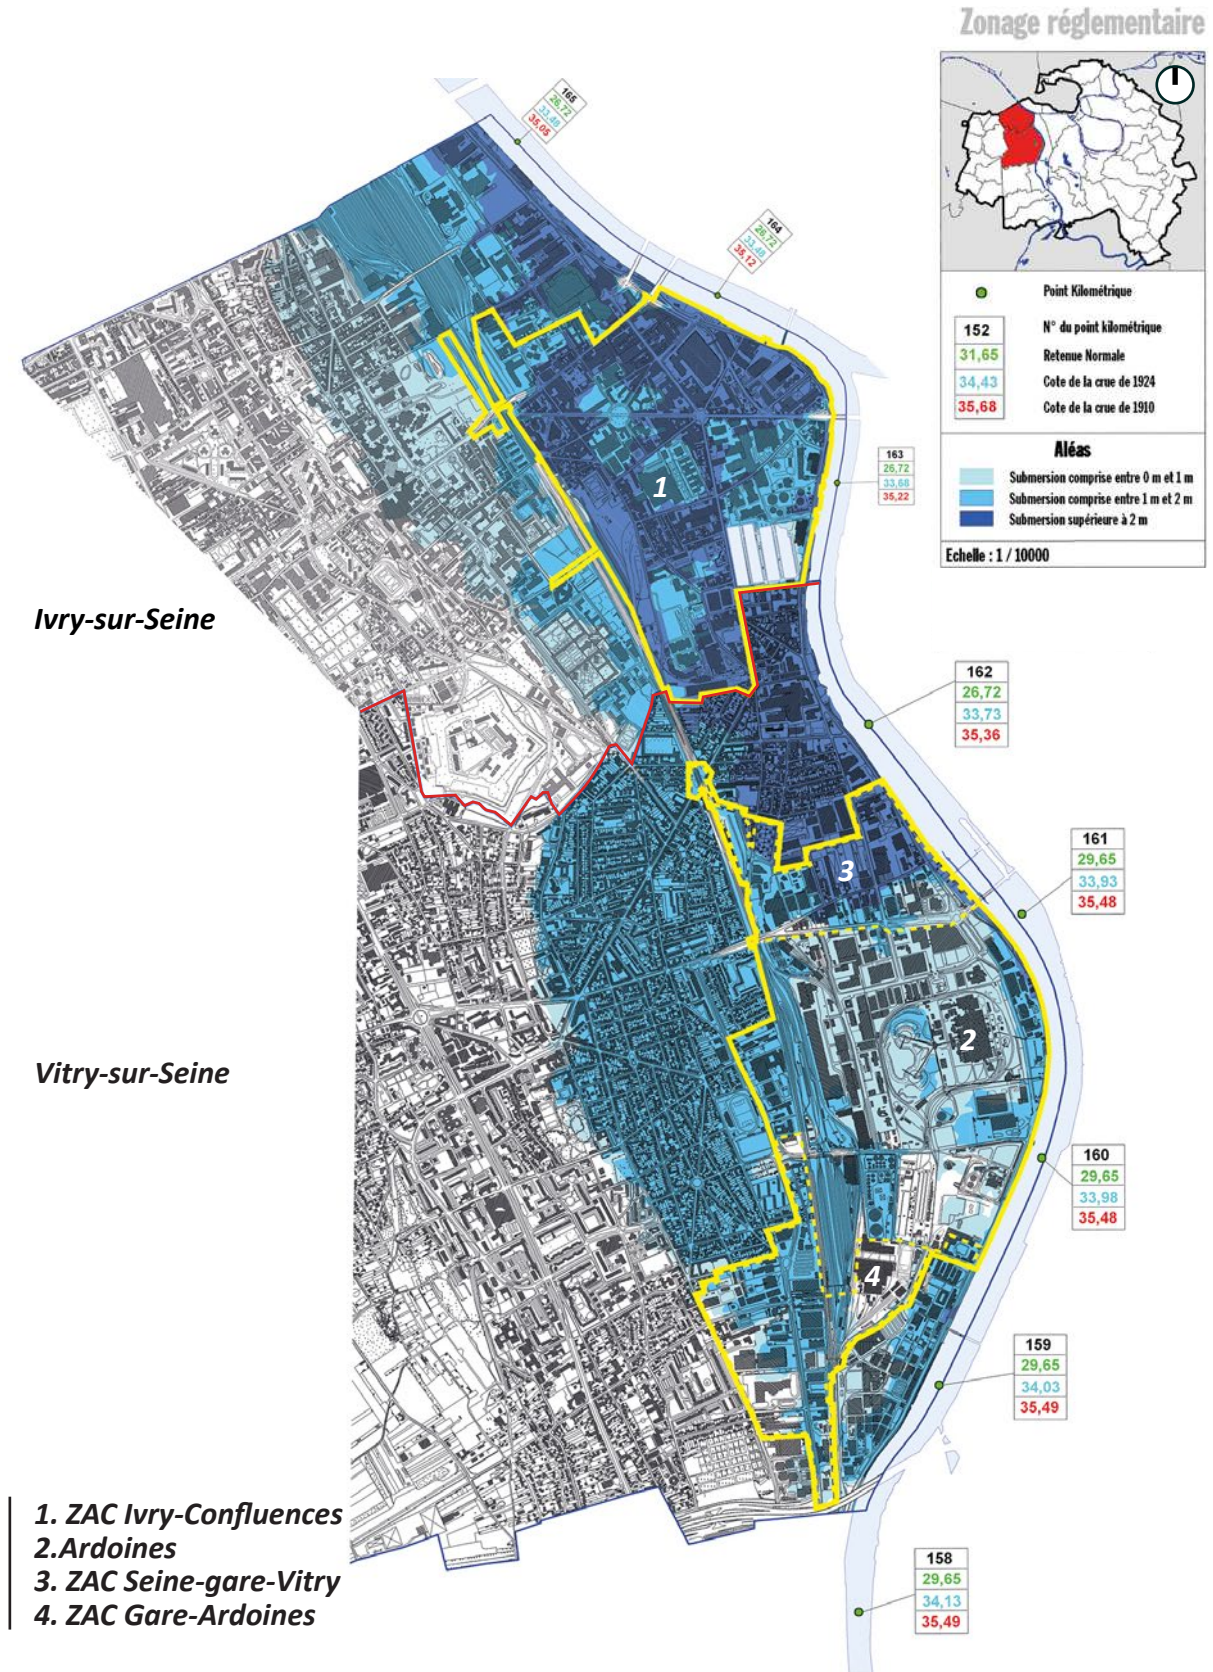 Zonage réglementaire
165
26,72
33,48
35,05
164
26,72
33,48
35,12
Point Kilométrique
152
N° du point kilométrique
31,65
Retenue Normale
34,43
Cote de la crue de 1924
35,68
Cote de la crue de 1910
Aléas
Submersion comprise entre 0 m et 1 m
Submersion comprise entre 1 m et 2 m
Submersion supérieure à 2 m
Echelle : 1 / 10000
163
26,72
33,68
35,22
1
Ivry-sur-Seine
162
26,72
33,73
35,36
161
29,65
33,93
35,48
3
2
Vitry-sur-Seine
160
29,65
33,98
35,48
4
159
29,65
34,03
35,49
1. ZAC Ivry-Confluences
2.Ardoines
3. ZAC Seine-gare-Vitry
4. ZAC Gare-Ardoines
158
29,65
34,13
35,49